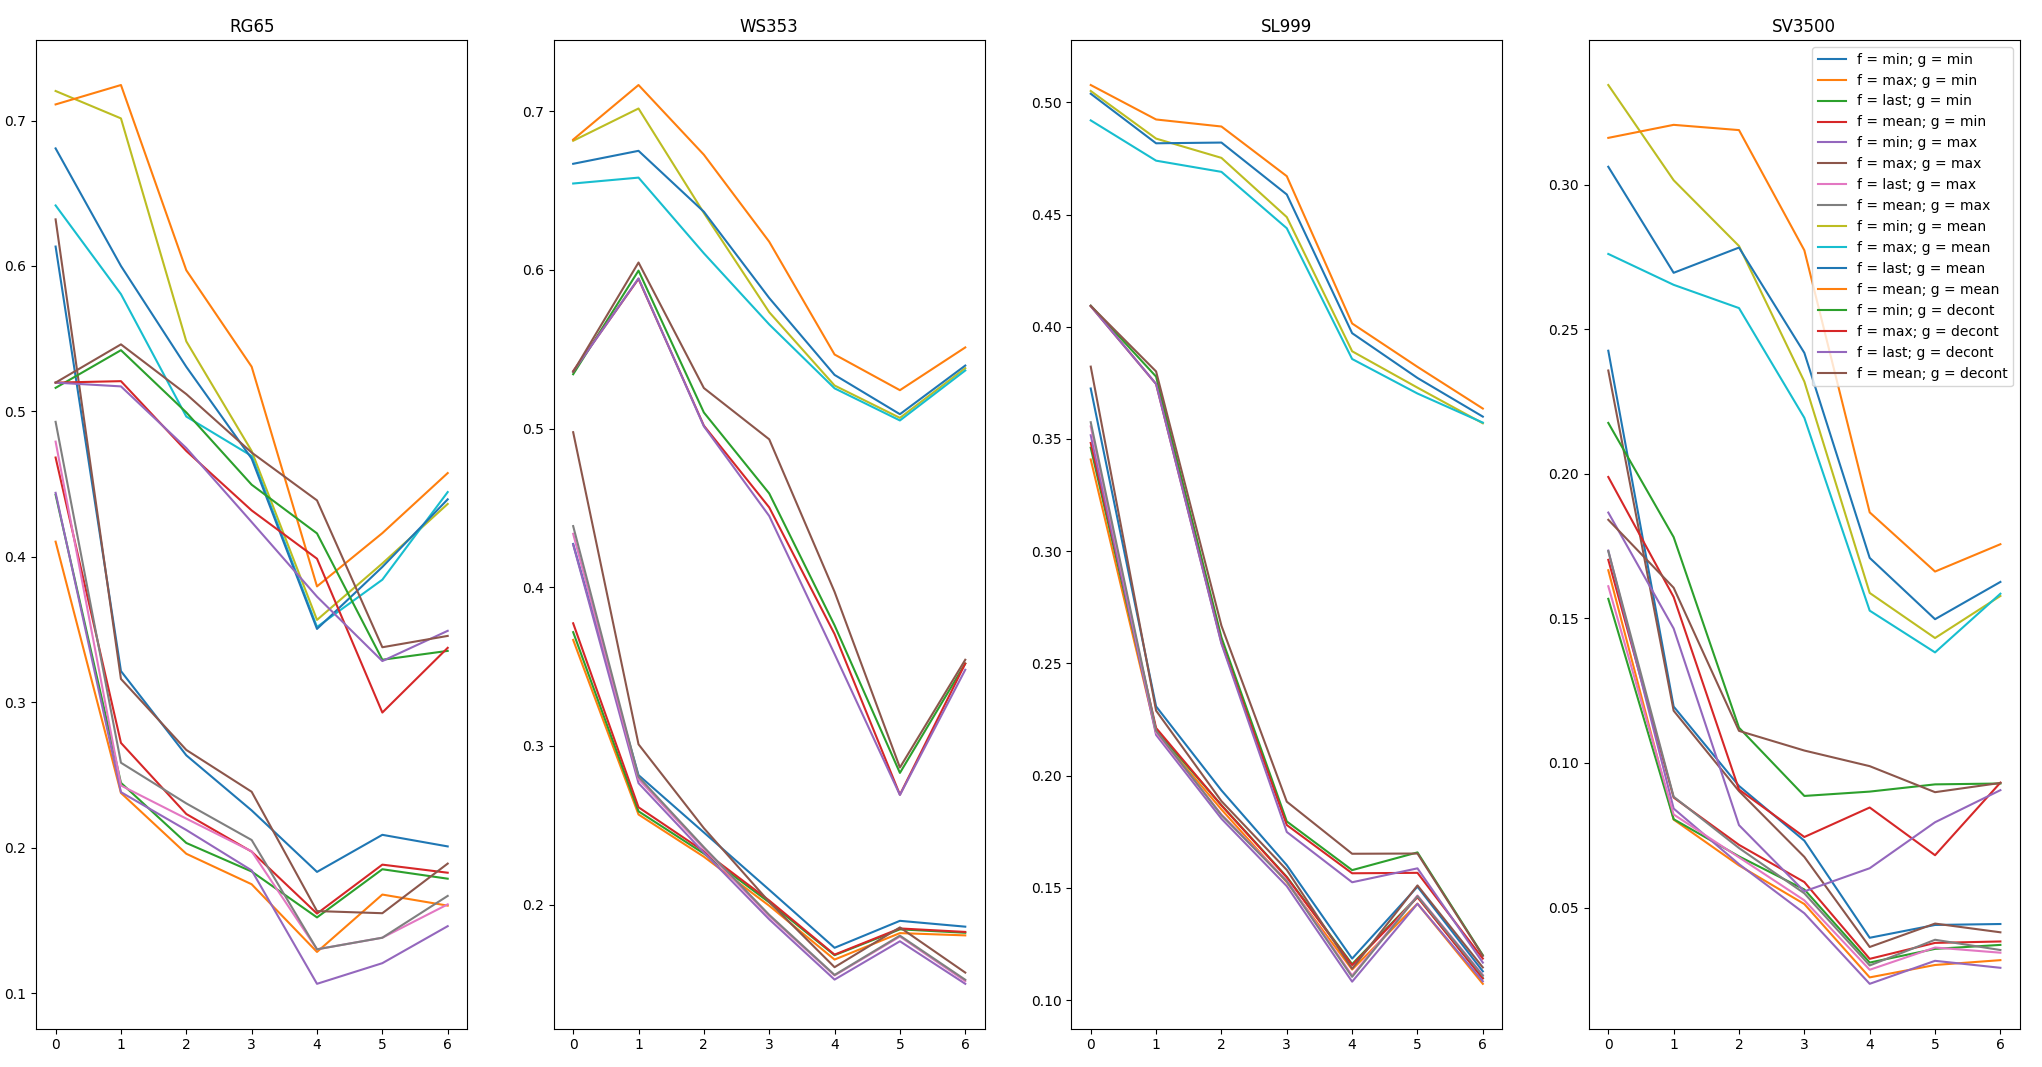 RG65
0.7
0.6
0.5
0.4
0.3
0.2
0.1
0 1 2 3 4 5 6
WS353
0.7
0.6
0.5
0.4
0.3
0.2
0 1 2 3 4 5 6
SL999
0.50
0.45
0.40
0.35
0.30
0.25
0.20
0.15
0.10
0 1 2 3 4 5 6
SV3500
0.30
0.25
0.20
0.15
0.10
0.05
0 1 2 3 4 5 6
f = min; g = min
f = max; g = min
f = last; g = min
f = mean; g = min
f = min; g = max
f = max; g = max
f = last; g = max
f = mean; g = max
f = min; g = mean
f = max; g = mean
f = last; g = mean
f = mean; g = mean
f = min; g = decont
f = max; g = decont
f = last; g = decont
f = mean; g = decont